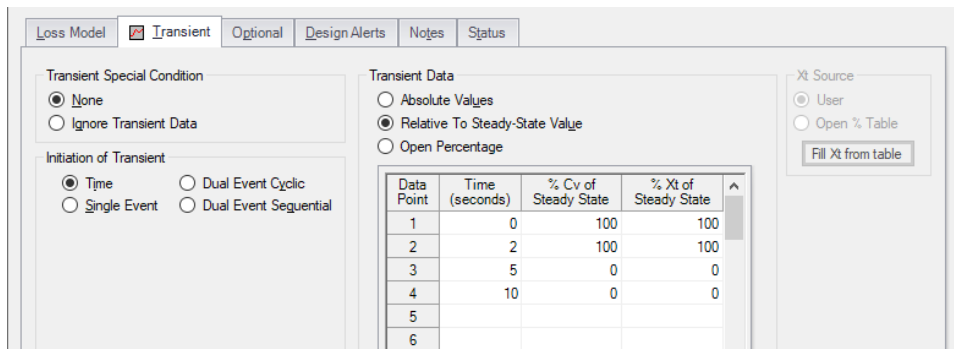 Loss Model Transient Optional Design Alerts Notes Status
Transient Special Condition
None
Ignore Transient Data
Initiation of Transient
Time Dual Event Cyclic
Single Event Dual Event Sequential
Transient Data
Absolute Values
Relative To Steady-State Value
Open Percentage
Data Point Time (seconds) % Cv of Steady State % Xt of Steady State
1 0 100 100
2 2 100 100
3 5 0 0
4 10 0 0
5
6
Xt Source
User
Open % Table
Fill Xt from table